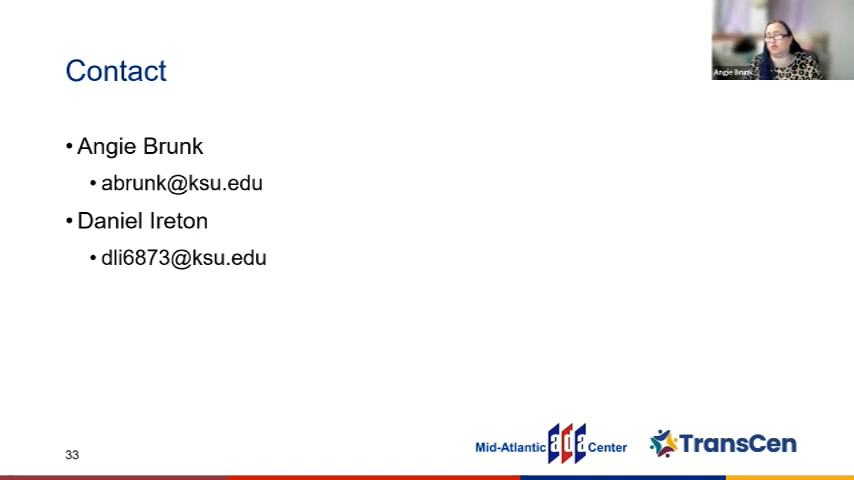 Contact
Angie Brunk
• Angie Brunk
• abrunk@ksu.edu
• Daniel Ireton
• dli6873@ksu.edu
33
Mid-Atlantic ada Center
TransCen